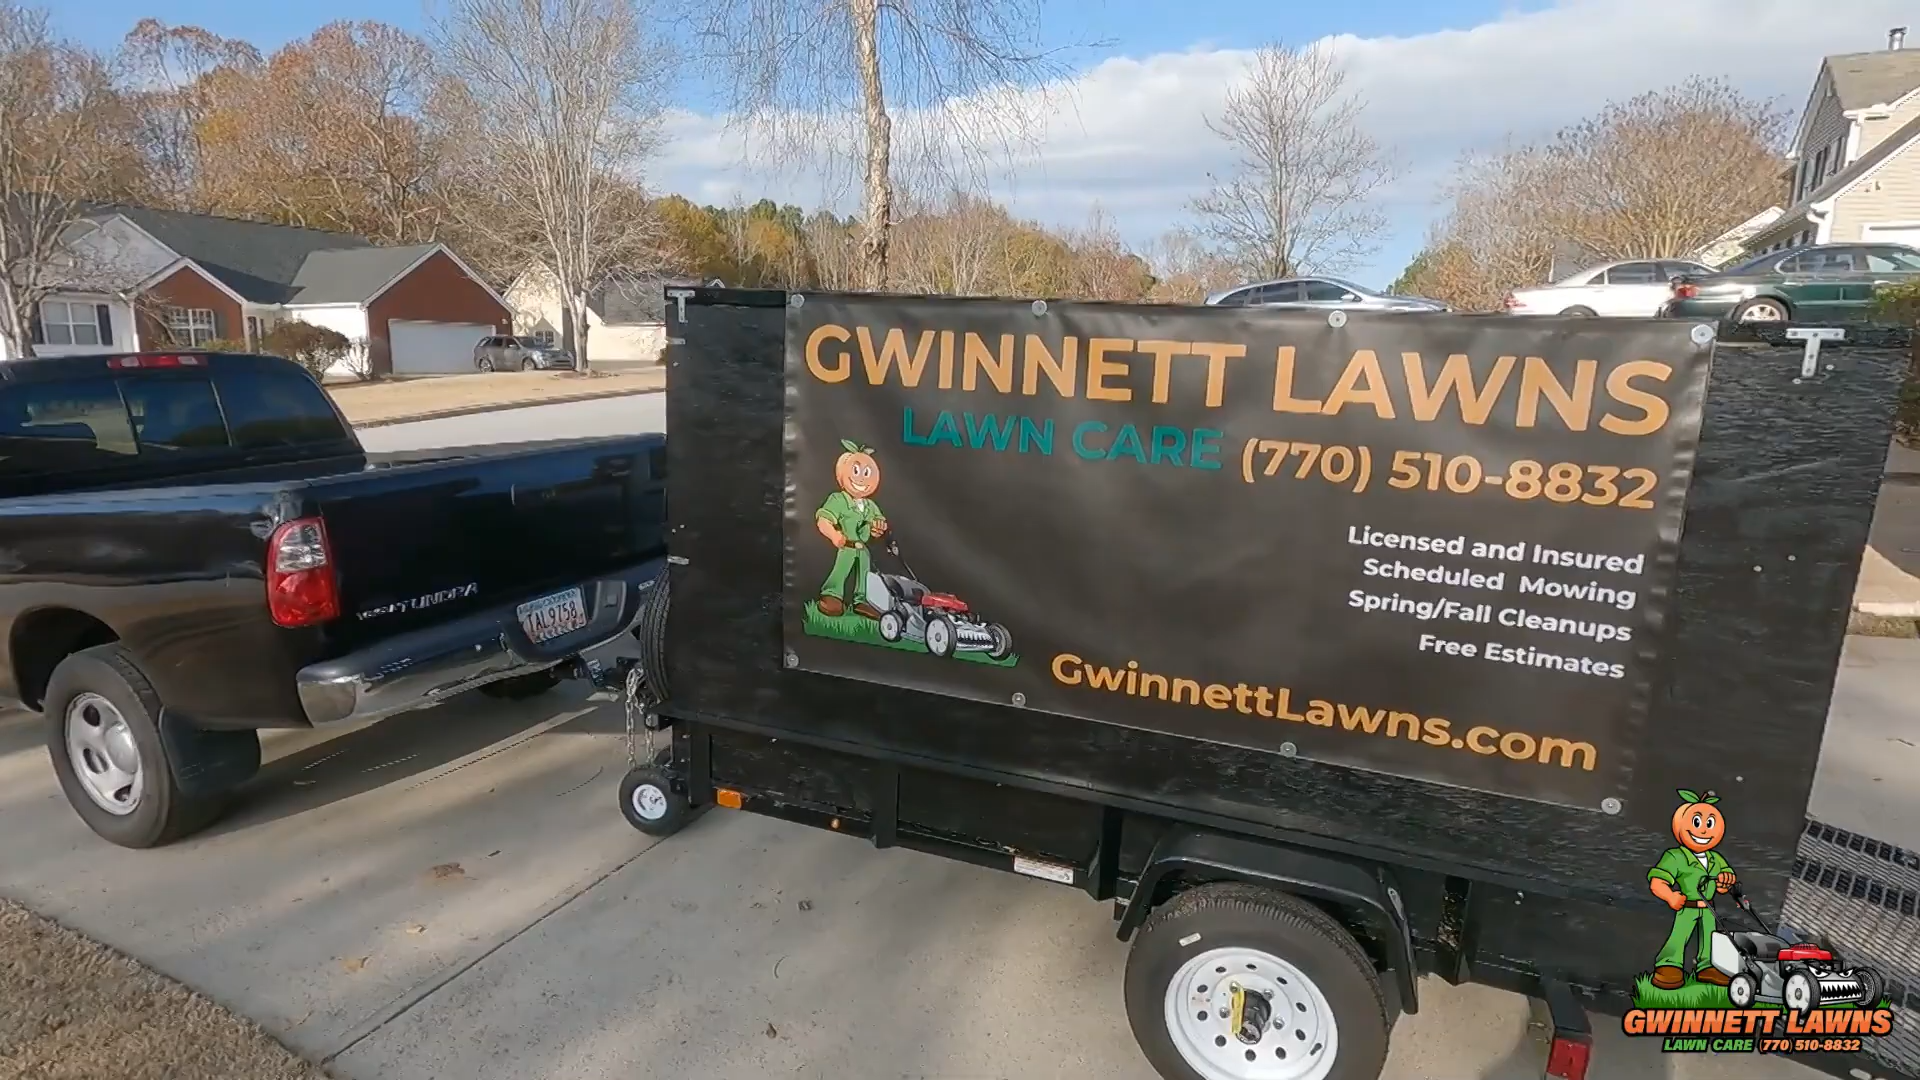 GWINNETT LAWNS
LAWN CARE (770) 510-8832
Licensed and Insured
Scheduled Mowing
Spring/Fall Cleanups
Free Estimates
GwinnettLawns.com
TUNDRA
GWINNETT LAWNS
LAWN CARE (770) 510-8832